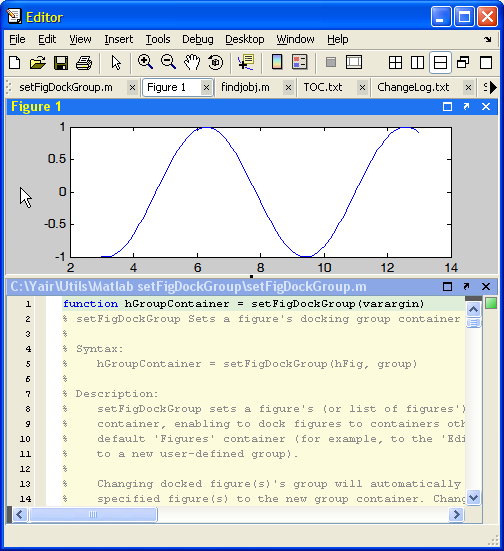 Editor
File Edit Utils View Insert Tools Debug Desktop Window Help
setFigDockGroup.m Figure 1 findjobj.m TOC.txt ChangeLog.txt S
Figure 1
1
0.5
0
-0.5
-1
2 4 6 8 10 12 14
C:\Yair\Utils\Matlab setFigDockGroup\setFigDockGroup.m
1 function hGroupContainer = setFigDockGroup(varargin)
2 % setFigDockGroup Sets a figure's docking group container
3 %
4 % Syntax:
5 % hGroupContainer = setFigDockGroup(hFig, group)
6 %
7 % Description:
8 % setFigDockGroup sets a figure's (or list of figures')
9 % container, enabling to dock figures to containers oth
10 % default 'Figures' container (for example, to the 'Edi
11 % to a new user-defined group).
12 %
13 % Changing docked figure(s)'s group will automatically
14 % specified figure(s) to the new group container. Chang